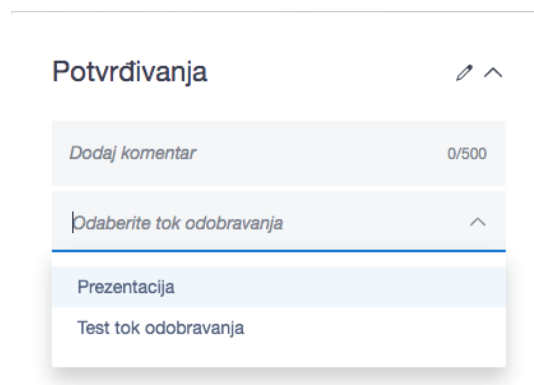 Potvrđivanja
Dodaj komentar 0/500
Odaberite tok odobravanja
Prezentacija
Test tok odobravanja